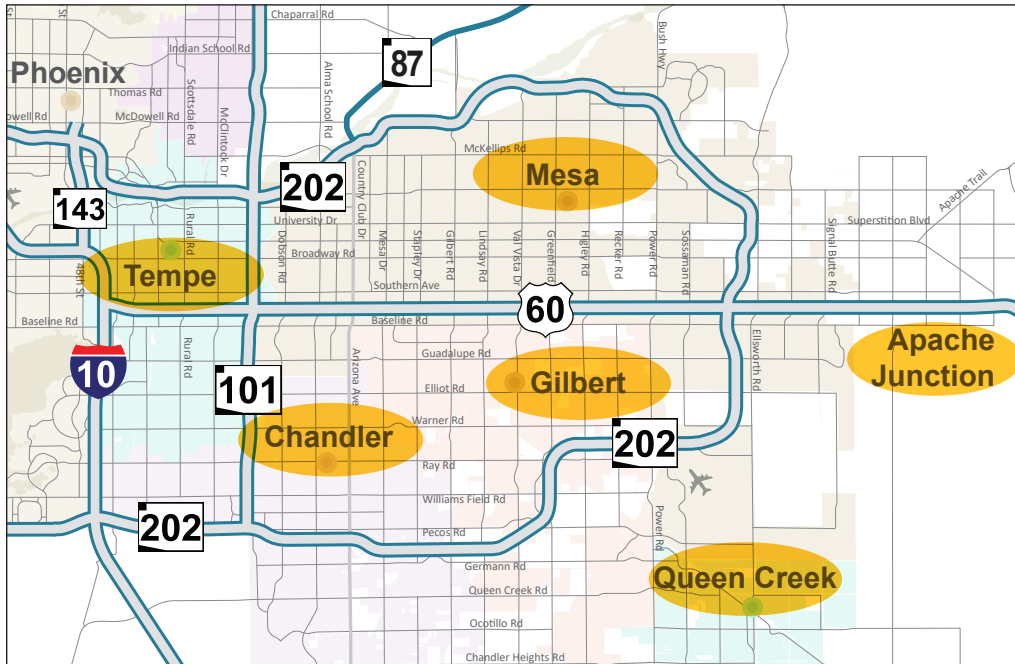 St
St
Chaparral Rd
Indian School Rd
87
Bush Hwy
Phoenix
Thomas Rd
Scottsdale Rd
McClintock Dr
Alma School Rd
McDowell Rd
McKellips Rd
Mesa
202
Country Club Dr
143
Apache Trail
University Dr
Superstition Blvd
Rural Rd
Dobson Rd
Broadway Rd
Mesa Dr
Stapley Dr
Gilbert Rd
Lindsay Rd
Val Vista Dr
Greenfield
Higley Rd
Recker Rd
Power Rd
Sossaman Rd
Signal Butte Rd
Tempe
48th St
Southern Ave
60
Baseline Rd
Baseline Rd
Apache
Junction
Rural Rd
Arizona Ave
Guadalupe Rd
Ellsworth Rd
10
101
Elliot Rd
Gilbert
Warner Rd
Chandler
202
Ray Rd
Williams Field Rd
202
Pecos Rd
Power Rd
Germann Rd
Queen Creek
Queen Creek Rd
Ocotillo Rd
Chandler Heights Rd